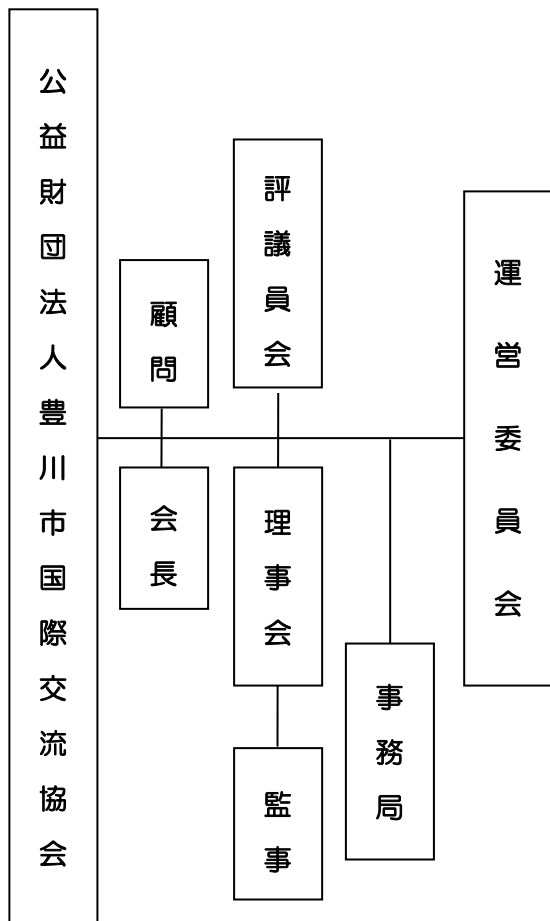 公益財団法人豊川市国際交流協会
顧問
会長
評議員会
理事会
監事
事務局
運営委員会